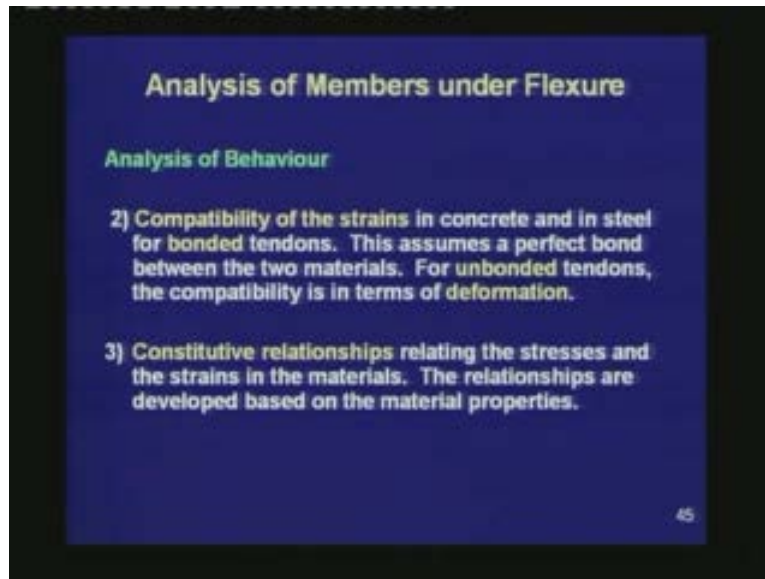 Analysis of Members under Flexure
Analysis of Behaviour
2) Compatibility of the strains in concrete and in steel
for bonded tendons. This assumes a perfect bond
between the two materials. For unbonded tendons,
the compatibility is in terms of deformation.
3) Constitutive relationships relating the stresses and
the strains in the materials. The relationships are
developed based on the material properties.
45